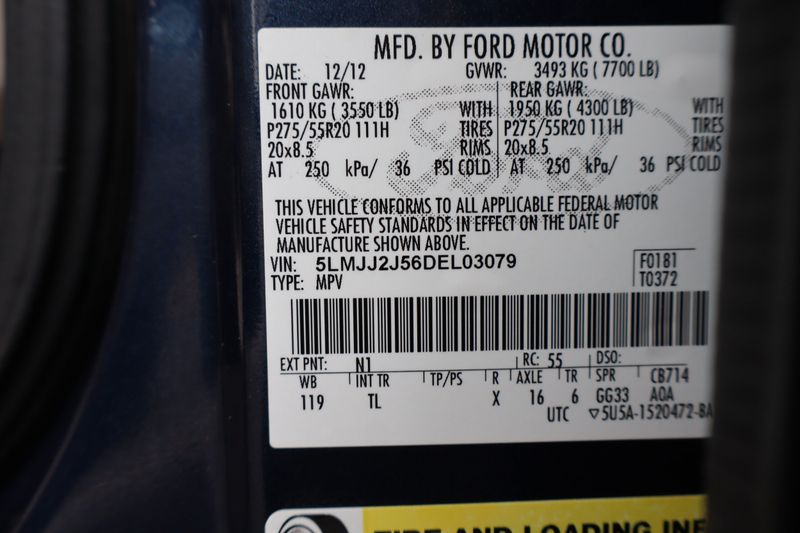 MFD. BY FORD MOTOR CO.
DATE: 12/12 GVWR: 3493 KG ( 7700 LB)
FRONT GAWR: REAR GAWR:
1610 KG ( 3550 LB) WITH 1950 KG ( 4300 LB) WITH
P275/55R20 111H TIRES P275/55R20 111H TIRES
20x8.5 RIMS 20x8.5 RIMS
AT 250 kPa/ 36 PSI COLD AT 250 kPa/ 36 PSI COLD
THIS VEHICLE CONFORMS TO ALL APPLICABLE FEDERAL MOTOR
VEHICLE SAFETY STANDARDS IN EFFECT ON THE DATE OF
MANUFACTURE SHOWN ABOVE.
VIN: 5LMJJ2J56DEL03079 F0181
TYPE: MPV T0372
EXT PNT: N1 RC: 55 DSO:
WB INT TR TP/PS R AXLE TR SPR CB714
119 TL X 16 6 GG33 AOA
UTC ▽5U5A-1520472-BA
TIRE AND LOADING INF